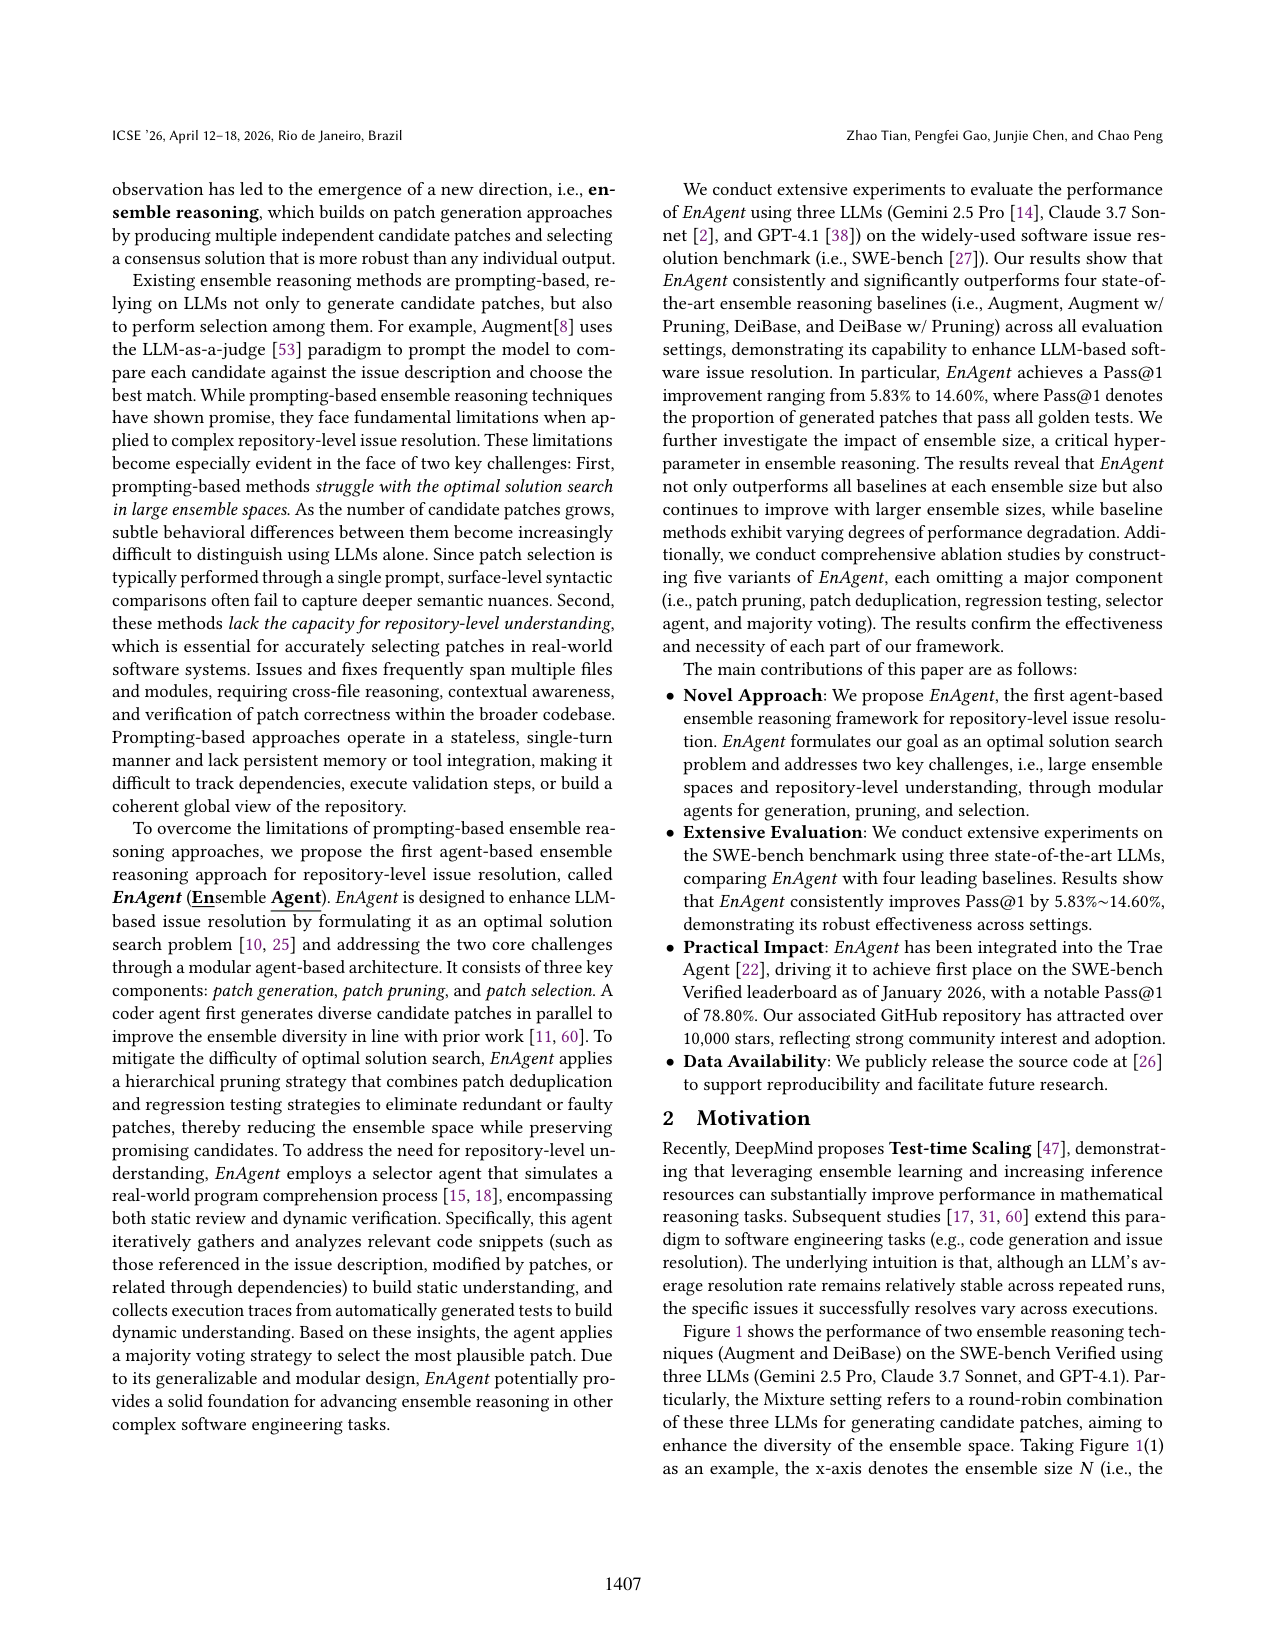 ICSE ’26, April 12–18, 2026, Rio de Janeiro, Brazil
Zhao Tian, Pengfei Gao, Junjie Chen, and Chao Peng
observation has led to the emergence of a new direction, i.e., en-
semble reasoning, which builds on patch generation approaches
by producing multiple independent candidate patches and selecting
a consensus solution that is more robust than any individual output.
Existing ensemble reasoning methods are prompting-based, re-
lying on LLMs not only to generate candidate patches, but also
to perform selection among them. For example, Augment[8] uses
the LLM-as-a-judge [53] paradigm to prompt the model to com-
pare each candidate against the issue description and choose the
best match. While prompting-based ensemble reasoning techniques
have shown promise, they face fundamental limitations when ap-
plied to complex repository-level issue resolution. These limitations
become especially evident in the face of two key challenges: First,
prompting-based methods struggle with the optimal solution search
in large ensemble spaces. As the number of candidate patches grows,
subtle behavioral differences between them become increasingly
difficult to distinguish using LLMs alone. Since patch selection is
typically performed through a single prompt, surface-level syntactic
comparisons often fail to capture deeper semantic nuances. Second,
these methods lack the capacity for repository-level understanding,
which is essential for accurately selecting patches in real-world
software systems. Issues and fixes frequently span multiple files
and modules, requiring cross-file reasoning, contextual awareness,
and verification of patch correctness within the broader codebase.
Prompting-based approaches operate in a stateless, single-turn
manner and lack persistent memory or tool integration, making it
difficult to track dependencies, execute validation steps, or build a
coherent global view of the repository.
To overcome the limitations of prompting-based ensemble rea-
soning approaches, we propose the first agent-based ensemble
reasoning approach for repository-level issue resolution, called
EnAgent (Ensemble Agent). EnAgent is designed to enhance LLM-
based issue resolution by formulating it as an optimal solution
search problem [10, 25] and addressing the two core challenges
through a modular agent-based architecture. It consists of three key
components: patch generation, patch pruning, and patch selection. A
coder agent first generates diverse candidate patches in parallel to
improve the ensemble diversity in line with prior work [11, 60]. To
mitigate the difficulty of optimal solution search, EnAgent applies
a hierarchical pruning strategy that combines patch deduplication
and regression testing strategies to eliminate redundant or faulty
patches, thereby reducing the ensemble space while preserving
promising candidates. To address the need for repository-level un-
derstanding, EnAgent employs a selector agent that simulates a
real-world program comprehension process [15, 18], encompassing
both static review and dynamic verification. Specifically, this agent
iteratively gathers and analyzes relevant code snippets (such as
those referenced in the issue description, modified by patches, or
related through dependencies) to build static understanding, and
collects execution traces from automatically generated tests to build
dynamic understanding. Based on these insights, the agent applies
a majority voting strategy to select the most plausible patch. Due
to its generalizable and modular design, EnAgent potentially pro-
vides a solid foundation for advancing ensemble reasoning in other
complex software engineering tasks.
We conduct extensive experiments to evaluate the performance
of EnAgent using three LLMs (Gemini 2.5 Pro [14], Claude 3.7 Son-
net [2], and GPT-4.1 [38]) on the widely-used software issue res-
olution benchmark (i.e., SWE-bench [27]). Our results show that
EnAgent consistently and significantly outperforms four state-of-
the-art ensemble reasoning baselines (i.e., Augment, Augment w/
Pruning, DeiBase, and DeiBase w/ Pruning) across all evaluation
settings, demonstrating its capability to enhance LLM-based soft-
ware issue resolution. In particular, EnAgent achieves a Pass@1
improvement ranging from 5.83% to 14.60%, where Pass@1 denotes
the proportion of generated patches that pass all golden tests. We
further investigate the impact of ensemble size, a critical hyper-
parameter in ensemble reasoning. The results reveal that EnAgent
not only outperforms all baselines at each ensemble size but also
continues to improve with larger ensemble sizes, while baseline
methods exhibit varying degrees of performance degradation. Addi-
tionally, we conduct comprehensive ablation studies by construct-
ing five variants of EnAgent, each omitting a major component
(i.e., patch pruning, patch deduplication, regression testing, selector
agent, and majority voting). The results confirm the effectiveness
and necessity of each part of our framework.
The main contributions of this paper are as follows:
• Novel Approach: We propose EnAgent, the first agent-based
ensemble reasoning framework for repository-level issue resolu-
tion. EnAgent formulates our goal as an optimal solution search
problem and addresses two key challenges, i.e., large ensemble
spaces and repository-level understanding, through modular
agents for generation, pruning, and selection.
• Extensive Evaluation: We conduct extensive experiments on
the SWE-bench benchmark using three state-of-the-art LLMs,
comparing EnAgent with four leading baselines. Results show
that EnAgent consistently improves Pass@1 by 5.83%~14.60%,
demonstrating its robust effectiveness across settings.
• Practical Impact: EnAgent has been integrated into the Trae
Agent [22], driving it to achieve first place on the SWE-bench
Verified leaderboard as of January 2026, with a notable Pass@1
of 78.80%. Our associated GitHub repository has attracted over
10,000 stars, reflecting strong community interest and adoption.
• Data Availability: We publicly release the source code at [26]
to support reproducibility and facilitate future research.
2 Motivation
Recently, DeepMind proposes Test-time Scaling [47], demonstrat-
ing that leveraging ensemble learning and increasing inference
resources can substantially improve performance in mathematical
reasoning tasks. Subsequent studies [17, 31, 60] extend this para-
digm to software engineering tasks (e.g., code generation and issue
resolution). The underlying intuition is that, although an LLM’s av-
erage resolution rate remains relatively stable across repeated runs,
the specific issues it successfully resolves vary across executions.
Figure 1 shows the performance of two ensemble reasoning tech-
niques (Augment and DeiBase) on the SWE-bench Verified using
three LLMs (Gemini 2.5 Pro, Claude 3.7 Sonnet, and GPT-4.1). Par-
ticularly, the Mixture setting refers to a round-robin combination
of these three LLMs for generating candidate patches, aiming to
enhance the diversity of the ensemble space. Taking Figure 1(1)
as an example, the x-axis denotes the ensemble size N (i.e., the
1407